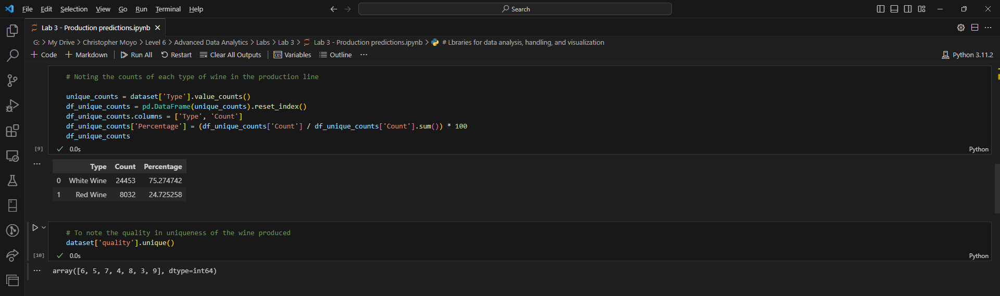 File Edit Selection View Go Run Terminal Help Search
Lab 3 - Production predictions.ipynb
G: > My Drive > Christopher Moyo > Level 6 > Advanced Data Analytics > Labs > Lab 3 > Lab 3 - Production predictions.ipynb > # Lbraries for data analysis, handling, and visualization
+ Code + Markdown Run All Restart Clear All Outputs Variables Outline ... Python 3.11.2
# Noting the counts of each type of wine in the production line
unique_counts = dataset['Type'].value_counts()
df_unique_counts = pd.DataFrame(unique_counts).reset_index()
df_unique_counts.columns = ['Type', 'Count']
df_unique_counts['Percentage'] = (df_unique_counts['Count'] / df_unique_counts['Count'].sum()) * 100
df_unique_counts
[9] 0.0s Python
Type Count Percentage
0 White Wine 24453 75.274742
1 Red Wine 8032 24.725258
# To note the quality in uniqueness of the wine produced
dataset['quality'].unique()
[10] 0.0s Python
array([6, 5, 7, 4, 8, 3, 9], dtype=int64)